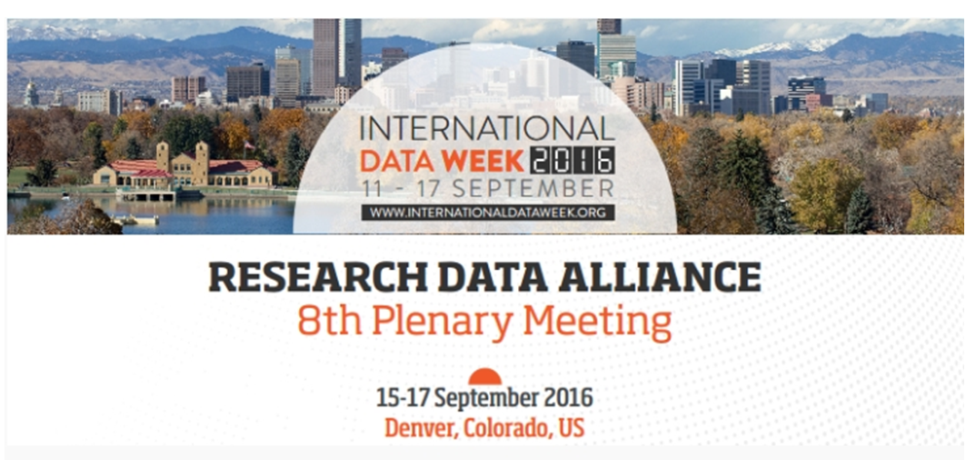 INTERNATIONAL
DATA WEEK 2016
11 - 17 SEPTEMBER
WWW.INTERNATIONALDATAWEEK.ORG
RESEARCH DATA ALLIANCE
8th Plenary Meeting
15-17 September 2016
Denver, Colorado, US